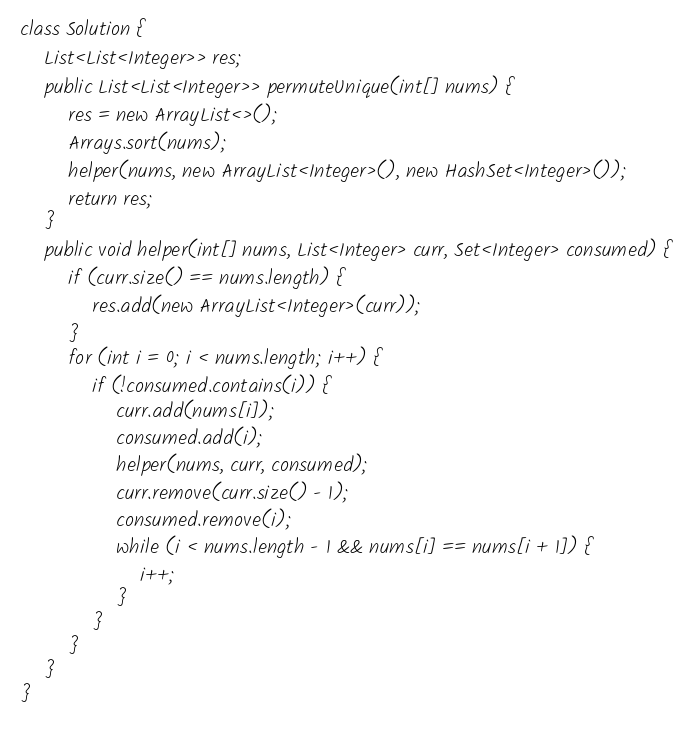 class Solution {
    List<List<Integer>> res;
    public List<List<Integer>> permuteUnique(int[] nums) {
        res = new ArrayList<>();
        Arrays.sort(nums);
        helper(nums, new ArrayList<Integer>(), new HashSet<Integer>());
        return res;
    }
    public void helper(int[] nums, List<Integer> curr, Set<Integer> consumed) {
        if (curr.size() == nums.length) {
            res.add(new ArrayList<Integer>(curr));
        }
        for (int i = 0; i < nums.length; i++) {
            if (!consumed.contains(i)) {
                curr.add(nums[i]);
                consumed.add(i);
                helper(nums, curr, consumed);
                curr.remove(curr.size() - 1);
                consumed.remove(i);
                while (i < nums.length - 1 && nums[i] == nums[i + 1]) {
                    i++;
                }
            }
        }
    }
}